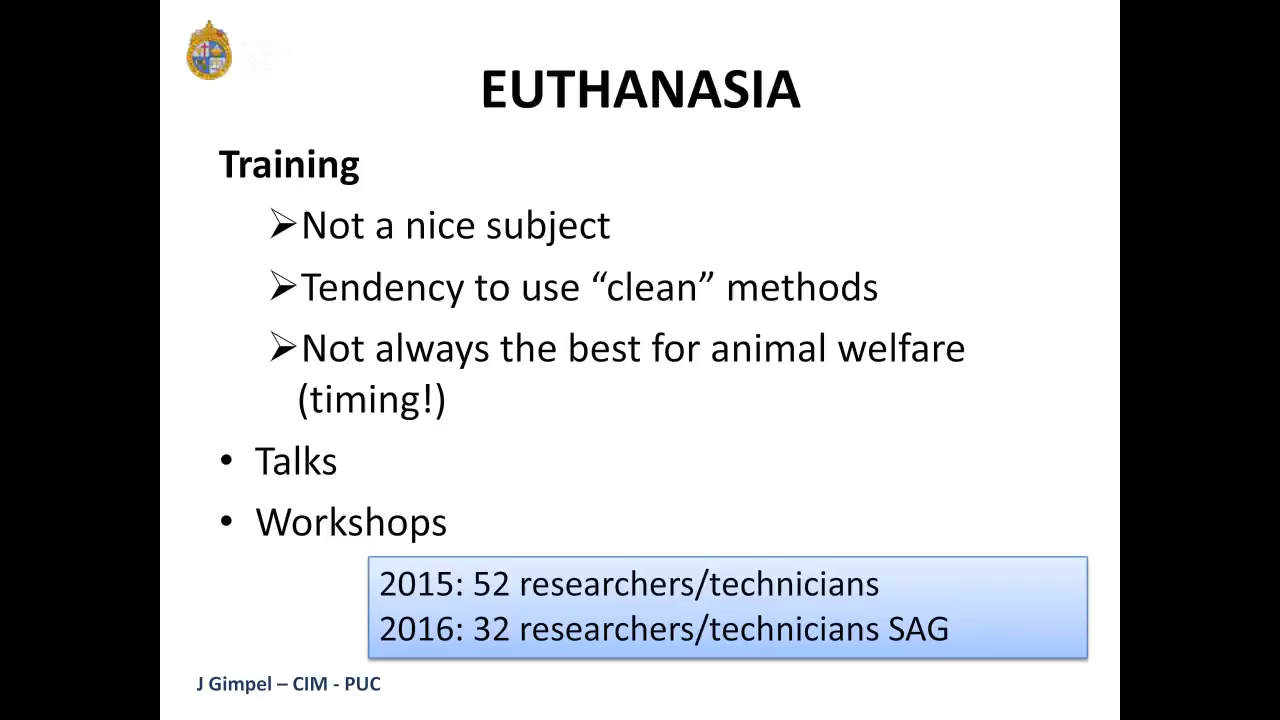 EUTHANASIA
Training
➢Not a nice subject
➢Tendency to use “clean” methods
➢Not always the best for animal welfare
(timing!)
• Talks
• Workshops
2015: 52 researchers/technicians
2016: 32 researchers/technicians SAG
J Gimpel – CIM - PUC